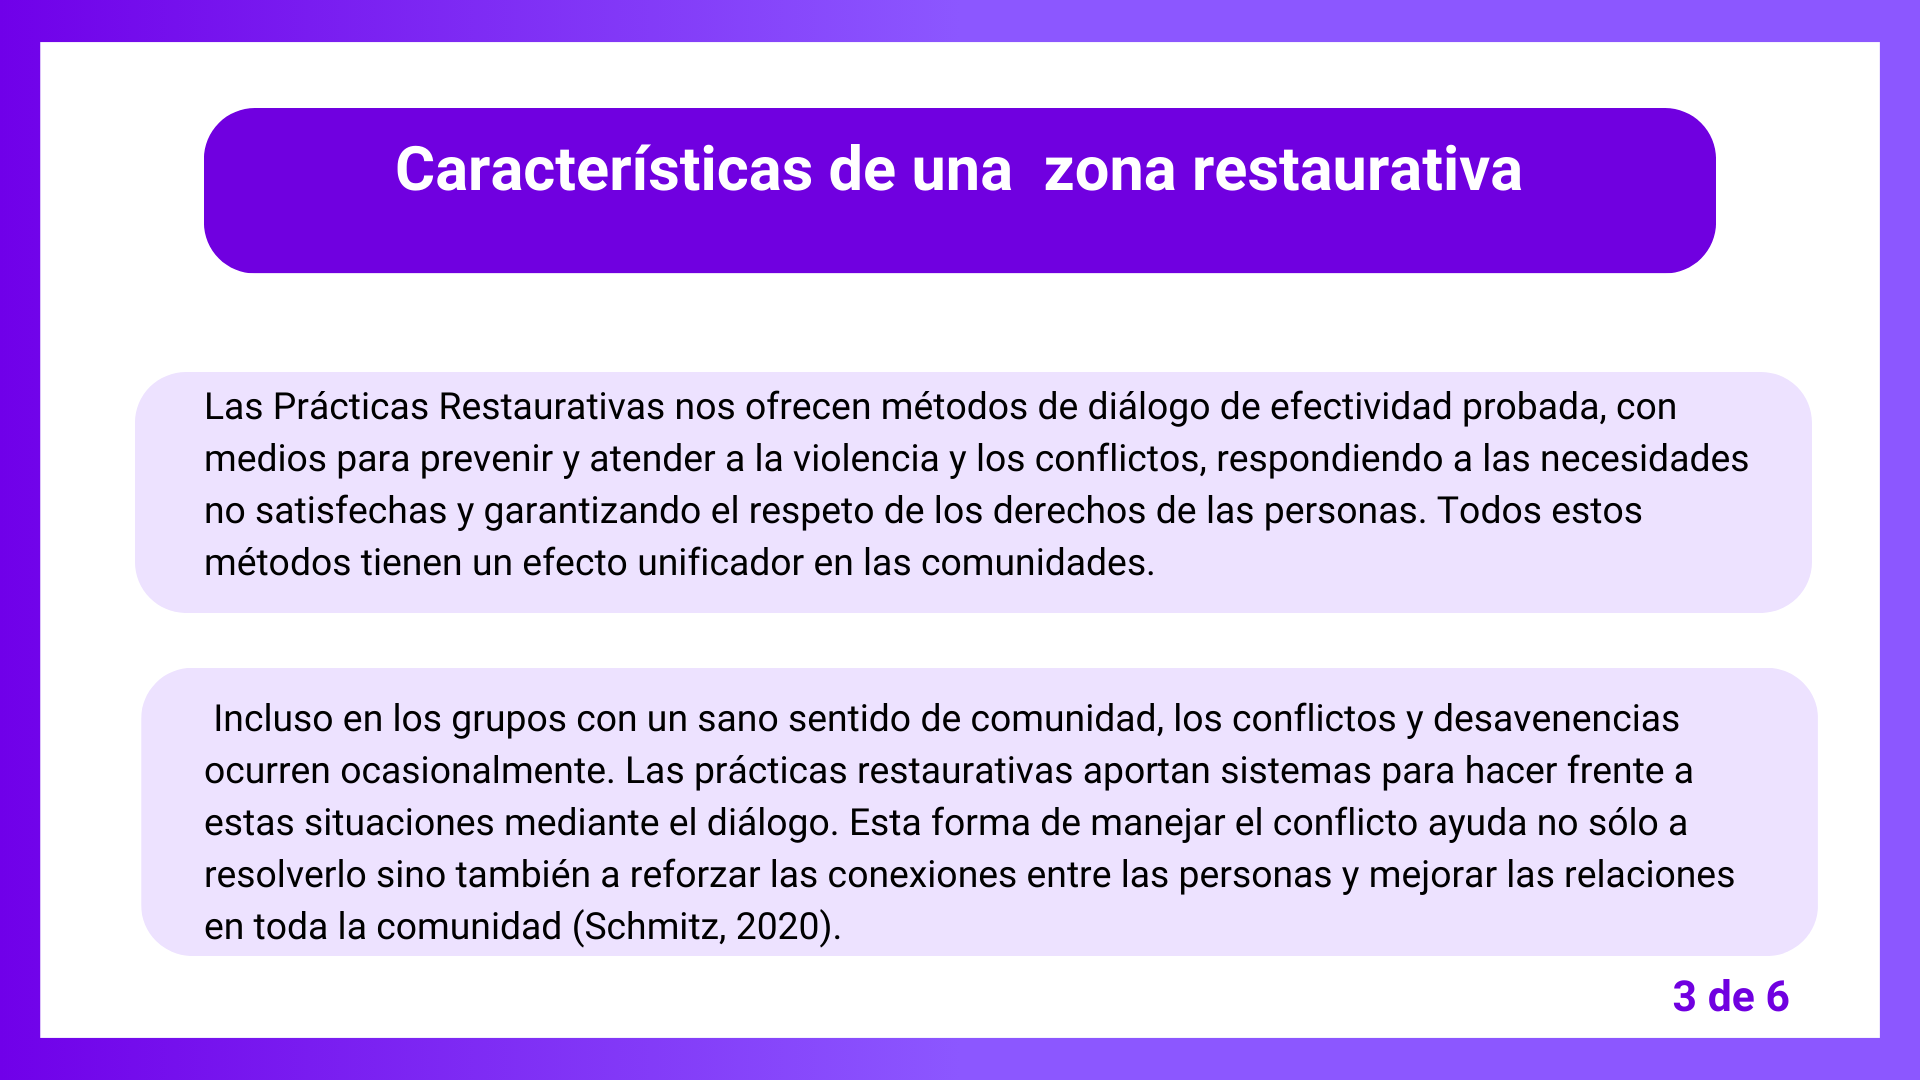 Características de una  zona restaurativa
Las Prácticas Restaurativas nos ofrecen métodos de diálogo de efectividad probada, con
medios para prevenir y atender a la violencia y los conflictos, respondiendo a las necesidades
no satisfechas y garantizando el respeto de los derechos de las personas. Todos estos
métodos tienen un efecto unificador en las comunidades.
Incluso en los grupos con un sano sentido de comunidad, los conflictos y desavenencias
ocurren ocasionalmente. Las prácticas restaurativas aportan sistemas para hacer frente a
estas situaciones mediante el diálogo. Esta forma de manejar el conflicto ayuda no sólo a
resolverlo sino también a reforzar las conexiones entre las personas y mejorar las relaciones
en toda la comunidad (Schmitz, 2020).
3 de 6